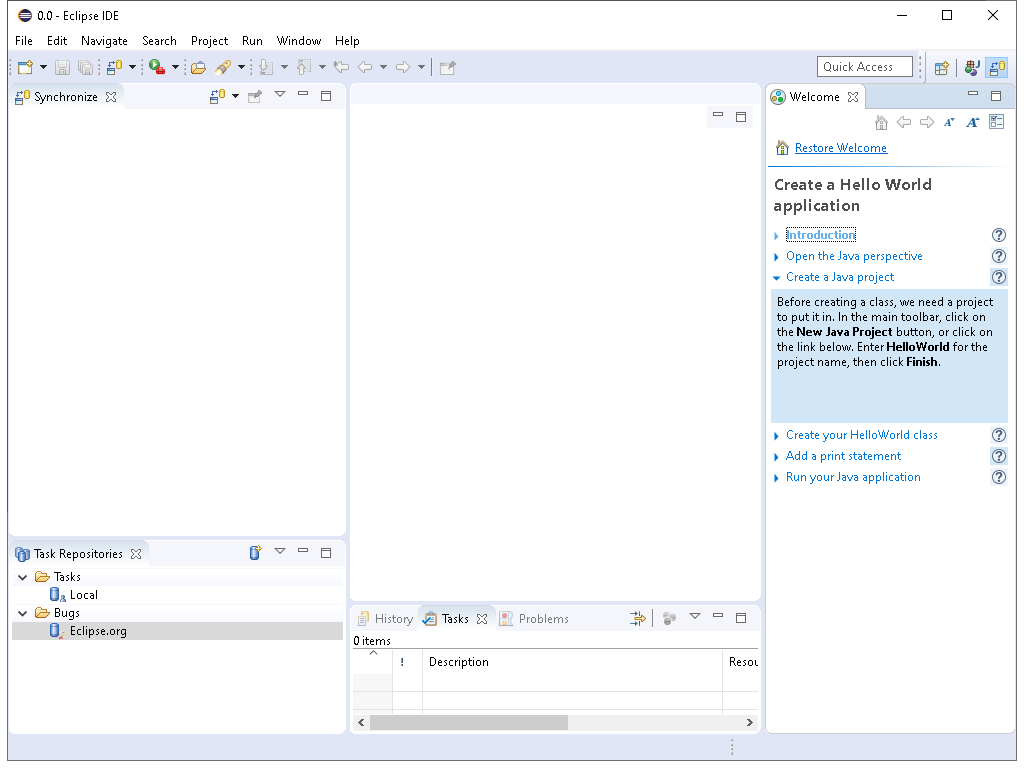 0.0 - Eclipse IDE
File Edit Navigate Search Project Run Window Help
Quick Access
Synchronize
Task Repositories
Tasks
Local
Bugs
Eclipse.org
History Tasks Problems
0 items
! Description Resou
Welcome
Restore Welcome
Create a Hello World
application
Introduction
Open the Java perspective
Create a Java project
Before creating a class, we need a project
to put it in. In the main toolbar, click on
the New Java Project button, or click on
the link below. Enter HelloWorld for the
project name, then click Finish.
Create your HelloWorld class
Add a print statement
Run your Java application